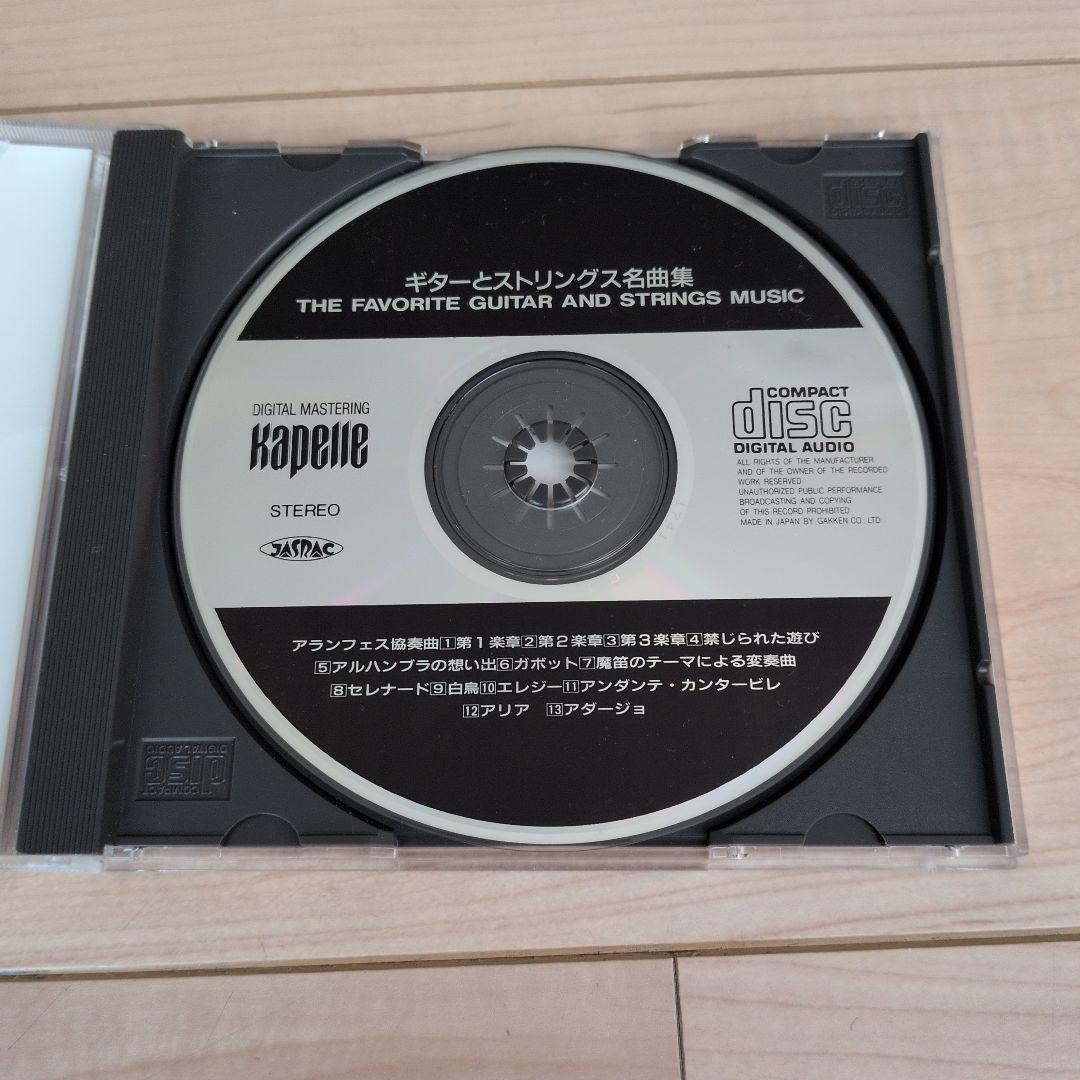 ギターとストリングス名曲集
THE FAVORITE GUITAR AND STRINGS MUSIC
DIGITAL MASTERING
Kapelle
STEREO
JASRAC
COMPACT
disc
DIGITAL AUDIO
ALL RIGHTS OF THE MANUFACTURER
AND OF THE OWNER OF THE RECORDED
WORK RESERVED
UNAUTHORIZED PUBLIC PERFORMANCE
BROADCASTING AND COPYING
OF THIS RECORD PROHIBITED
MADE IN JAPAN BY GAKKEN CO., LTD.
アランフェス協奏曲1第1楽章2第2楽章3第3楽章4禁じられた遊び
5アルハンブラの想い出6ガボット7魔笛のテーマによる変奏曲
8セレナード9白鳥10エレジー11アンダンテ・カンタービレ
12アリア 13アダージョ
COMPACT
disc
DIGITAL AUDIO
disc